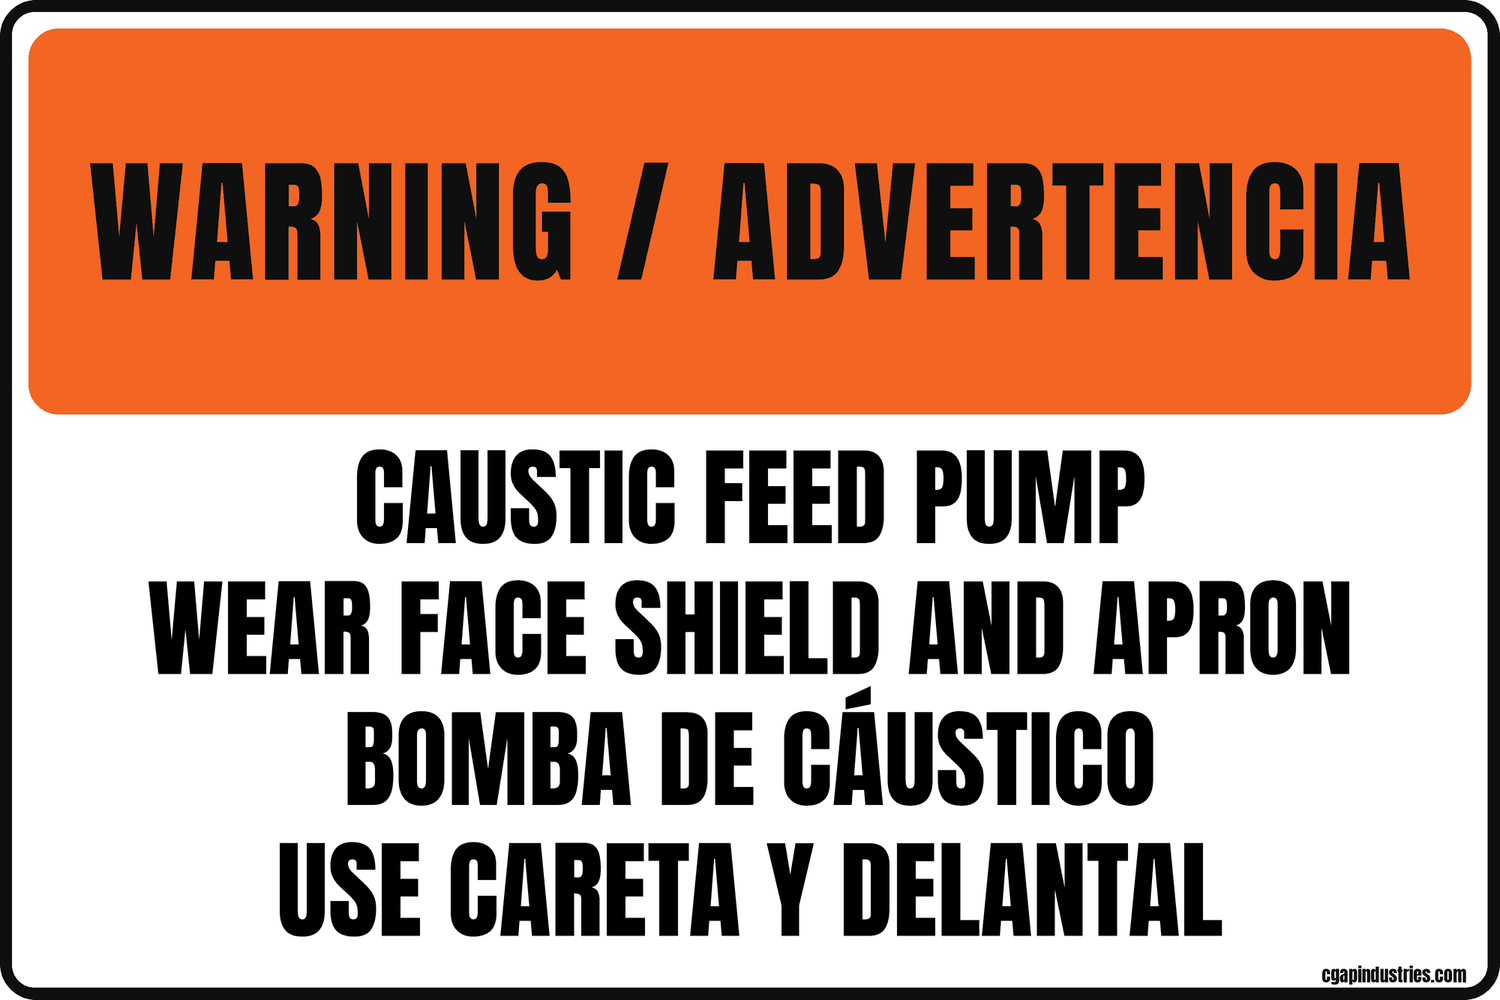 WARNING / ADVERTENCIA
CAUSTIC FEED PUMP
WEAR FACE SHIELD AND APRON
BOMBA DE CÁUSTICO
USE CARETA Y DELANTAL
cgapindustries.com